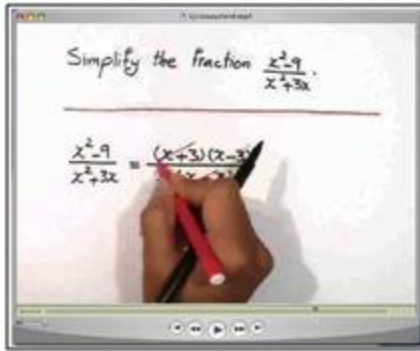 Simplify the fraction x²-9 / x²+3x.
x²-9 / x²+3x = (x+3)(x-3)